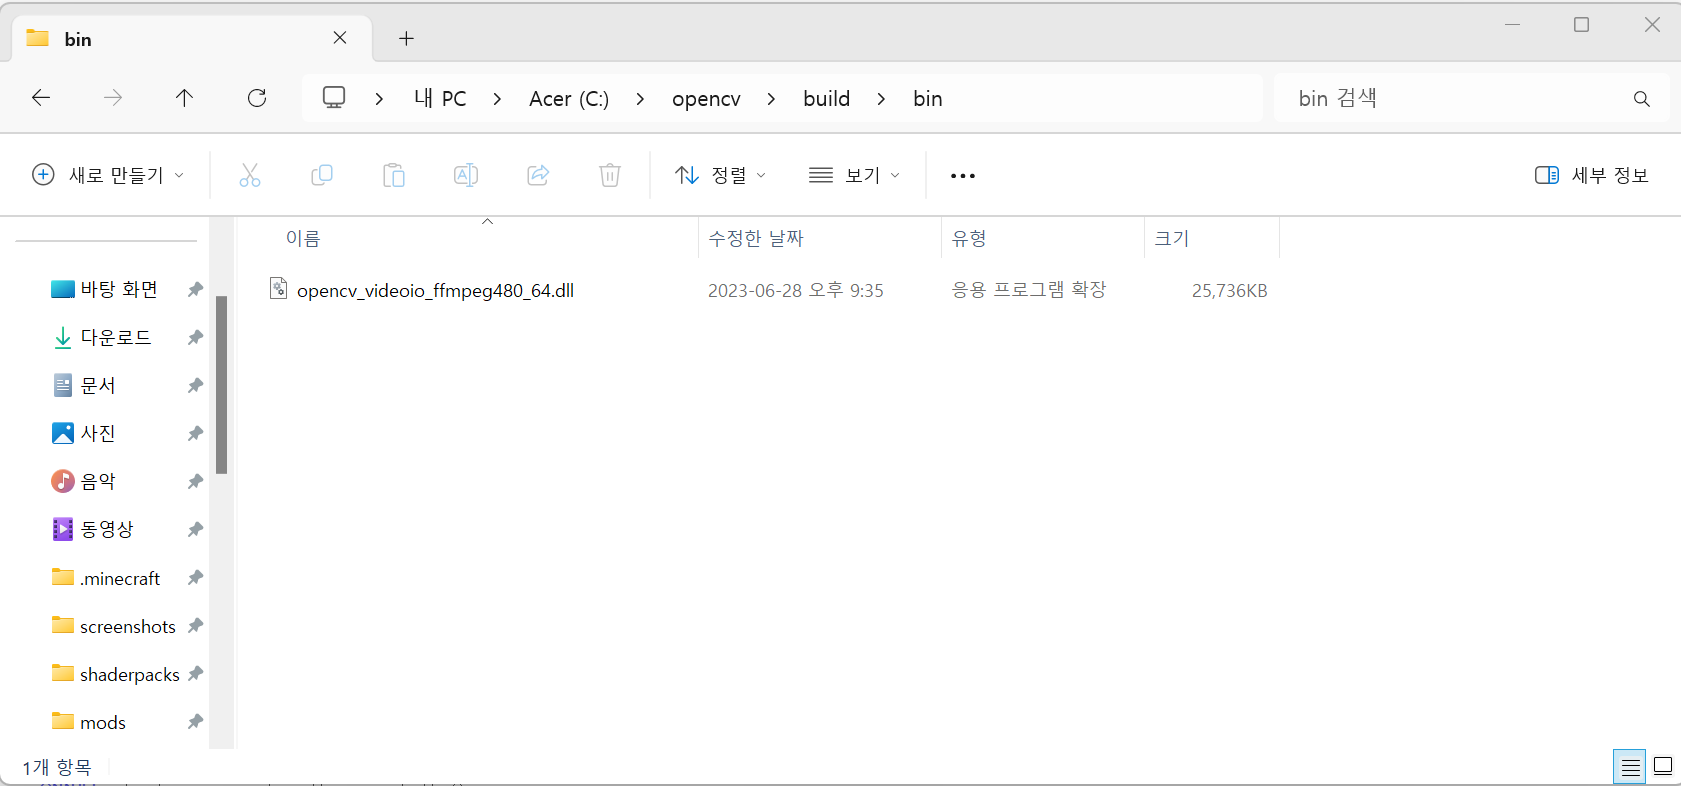 bin
내 PC > Acer (C:) > opencv > build > bin
bin 검색
새로 만들기
정렬
보기
세부 정보
이름 수정한 날짜 유형 크기
opencv_videoio_ffmpeg480_64.dll 2023-06-28 오후 9:35 응용 프로그램 확장 25,736KB
바탕 화면
다운로드
문서
사진
음악
동영상
.minecraft
screenshots
shaderpacks
mods
1개 항목